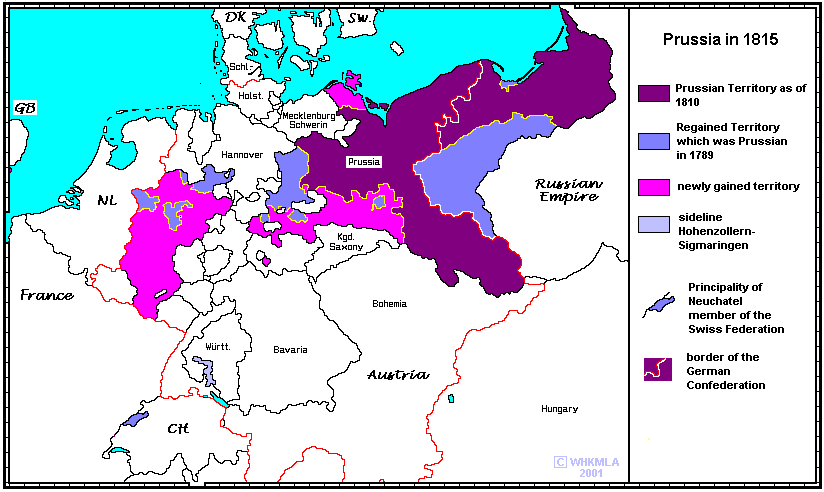 DK
SW.
Prussia in 1815
Schl.-
Holst.
Mecklenburg
Schwerin
GB
Hannover
Prussia
NL
Russian
Empire
Kgd.
Saxony
France
Bohemia
Württ.
Bavaria
Austria
Hungary
CH
© WHKMLA
2001
Prussian Territory as of
1810
Regained Territory
which was Prussian
in 1789
newly gained territory
sideline
Hohenzollern-
Sigmaringen
Principality of
Neuchatel
member of the
Swiss Federation
border of the
German
Confederation